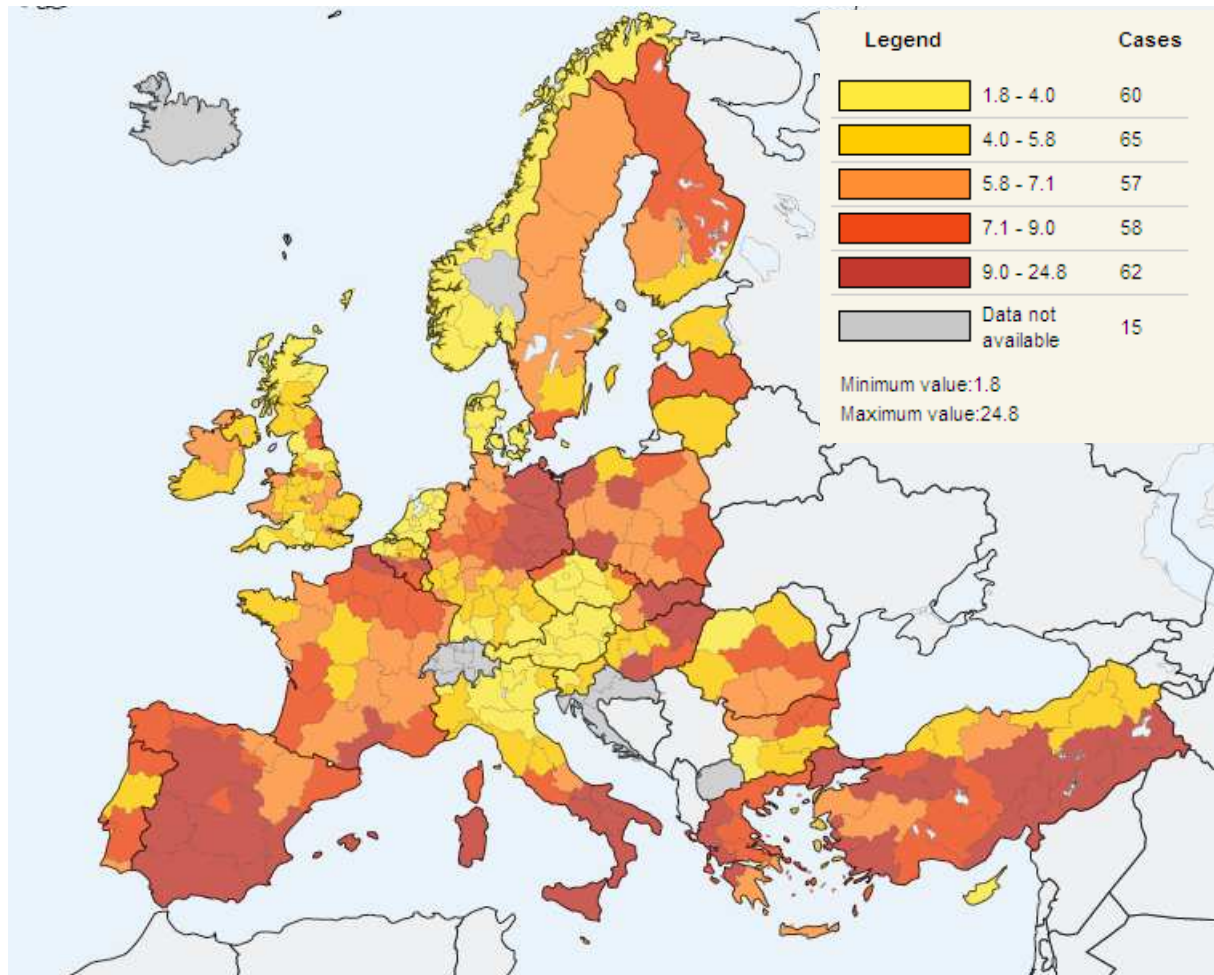 Legend Cases
1.8 - 4.0 60
4.0 - 5.8 65
5.8 - 7.1 57
7.1 - 9.0 58
9.0 - 24.8 62
Data not
available 15
Minimum value:1.8
Maximum value:24.8